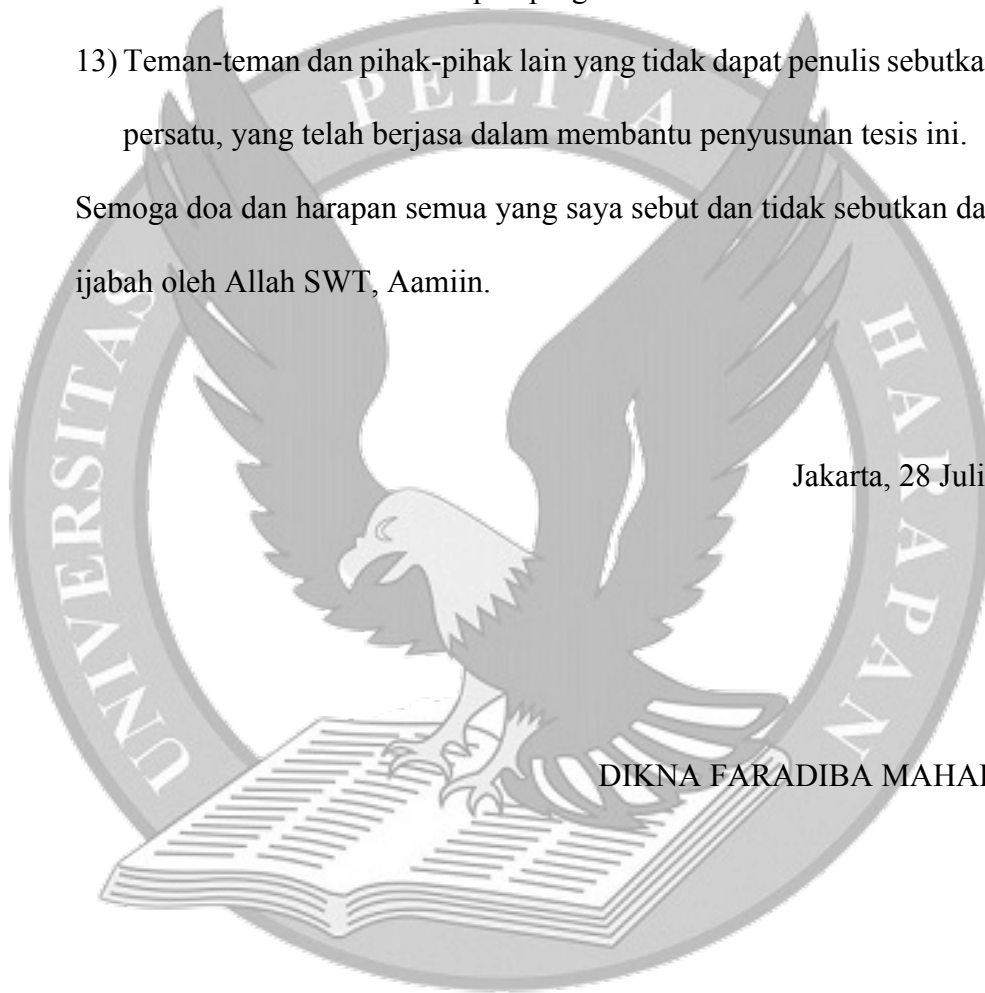 13) Teman-teman dan pihak-pihak lain yang tidak dapat penulis sebutka
persatu, yang telah berjasa dalam membantu penyusunan tesis ini.
Semoga doa dan harapan semua yang saya sebut dan tidak sebutkan da
ijabah oleh Allah SWT, Aamiin.
Jakarta, 28 Juli
DIKNA FARADIBA MAHA
UNIVERSITAS PELITA HARAPAN